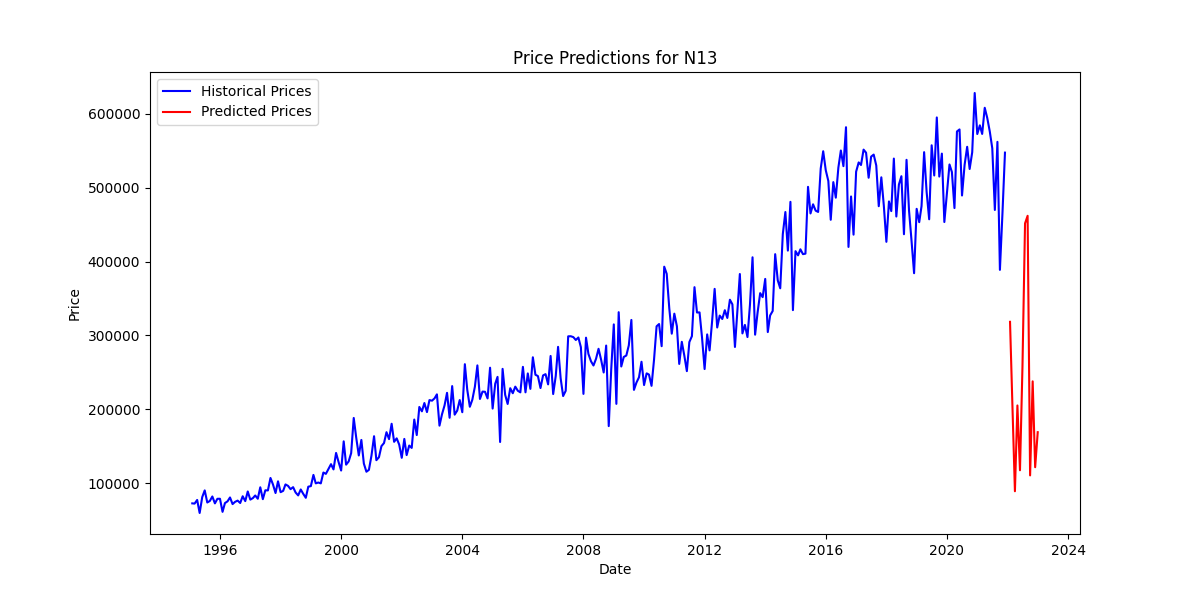 Price Predictions for N13
Historical Prices
Predicted Prices
600000
500000
400000
300000
200000
100000
Price
1996
2000
2004
2008
2012
2016
2020
2024
Date